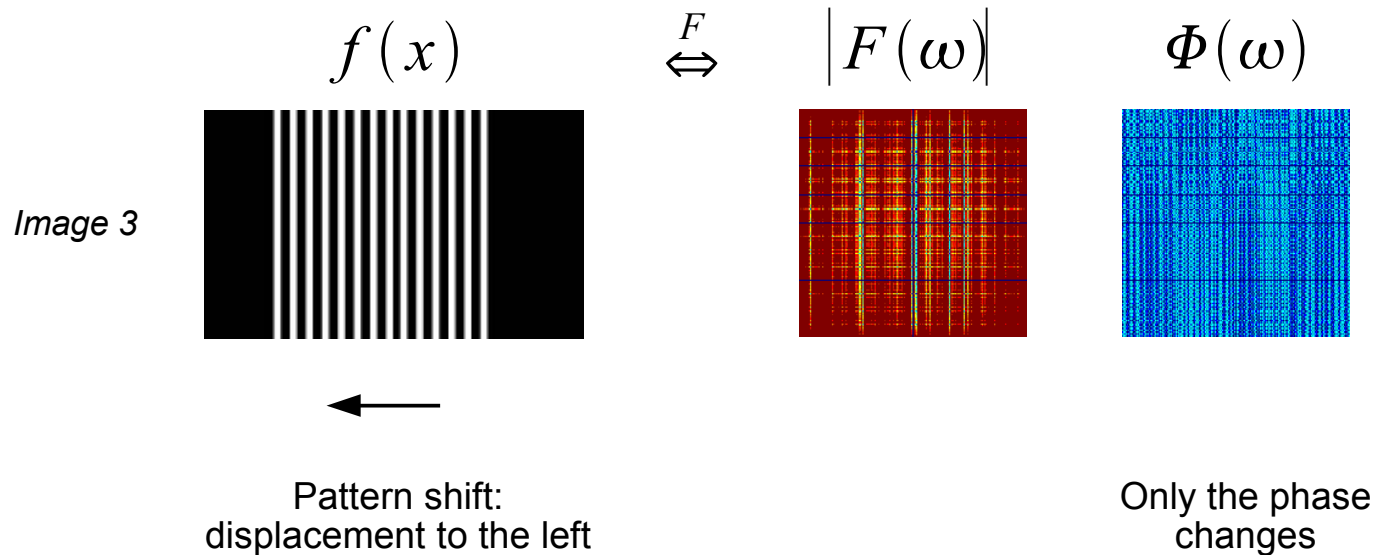 f(x) F ⇔ |F(ω)| Φ(ω)
Image 3
Pattern shift:
displacement to the left
Only the phase
changes